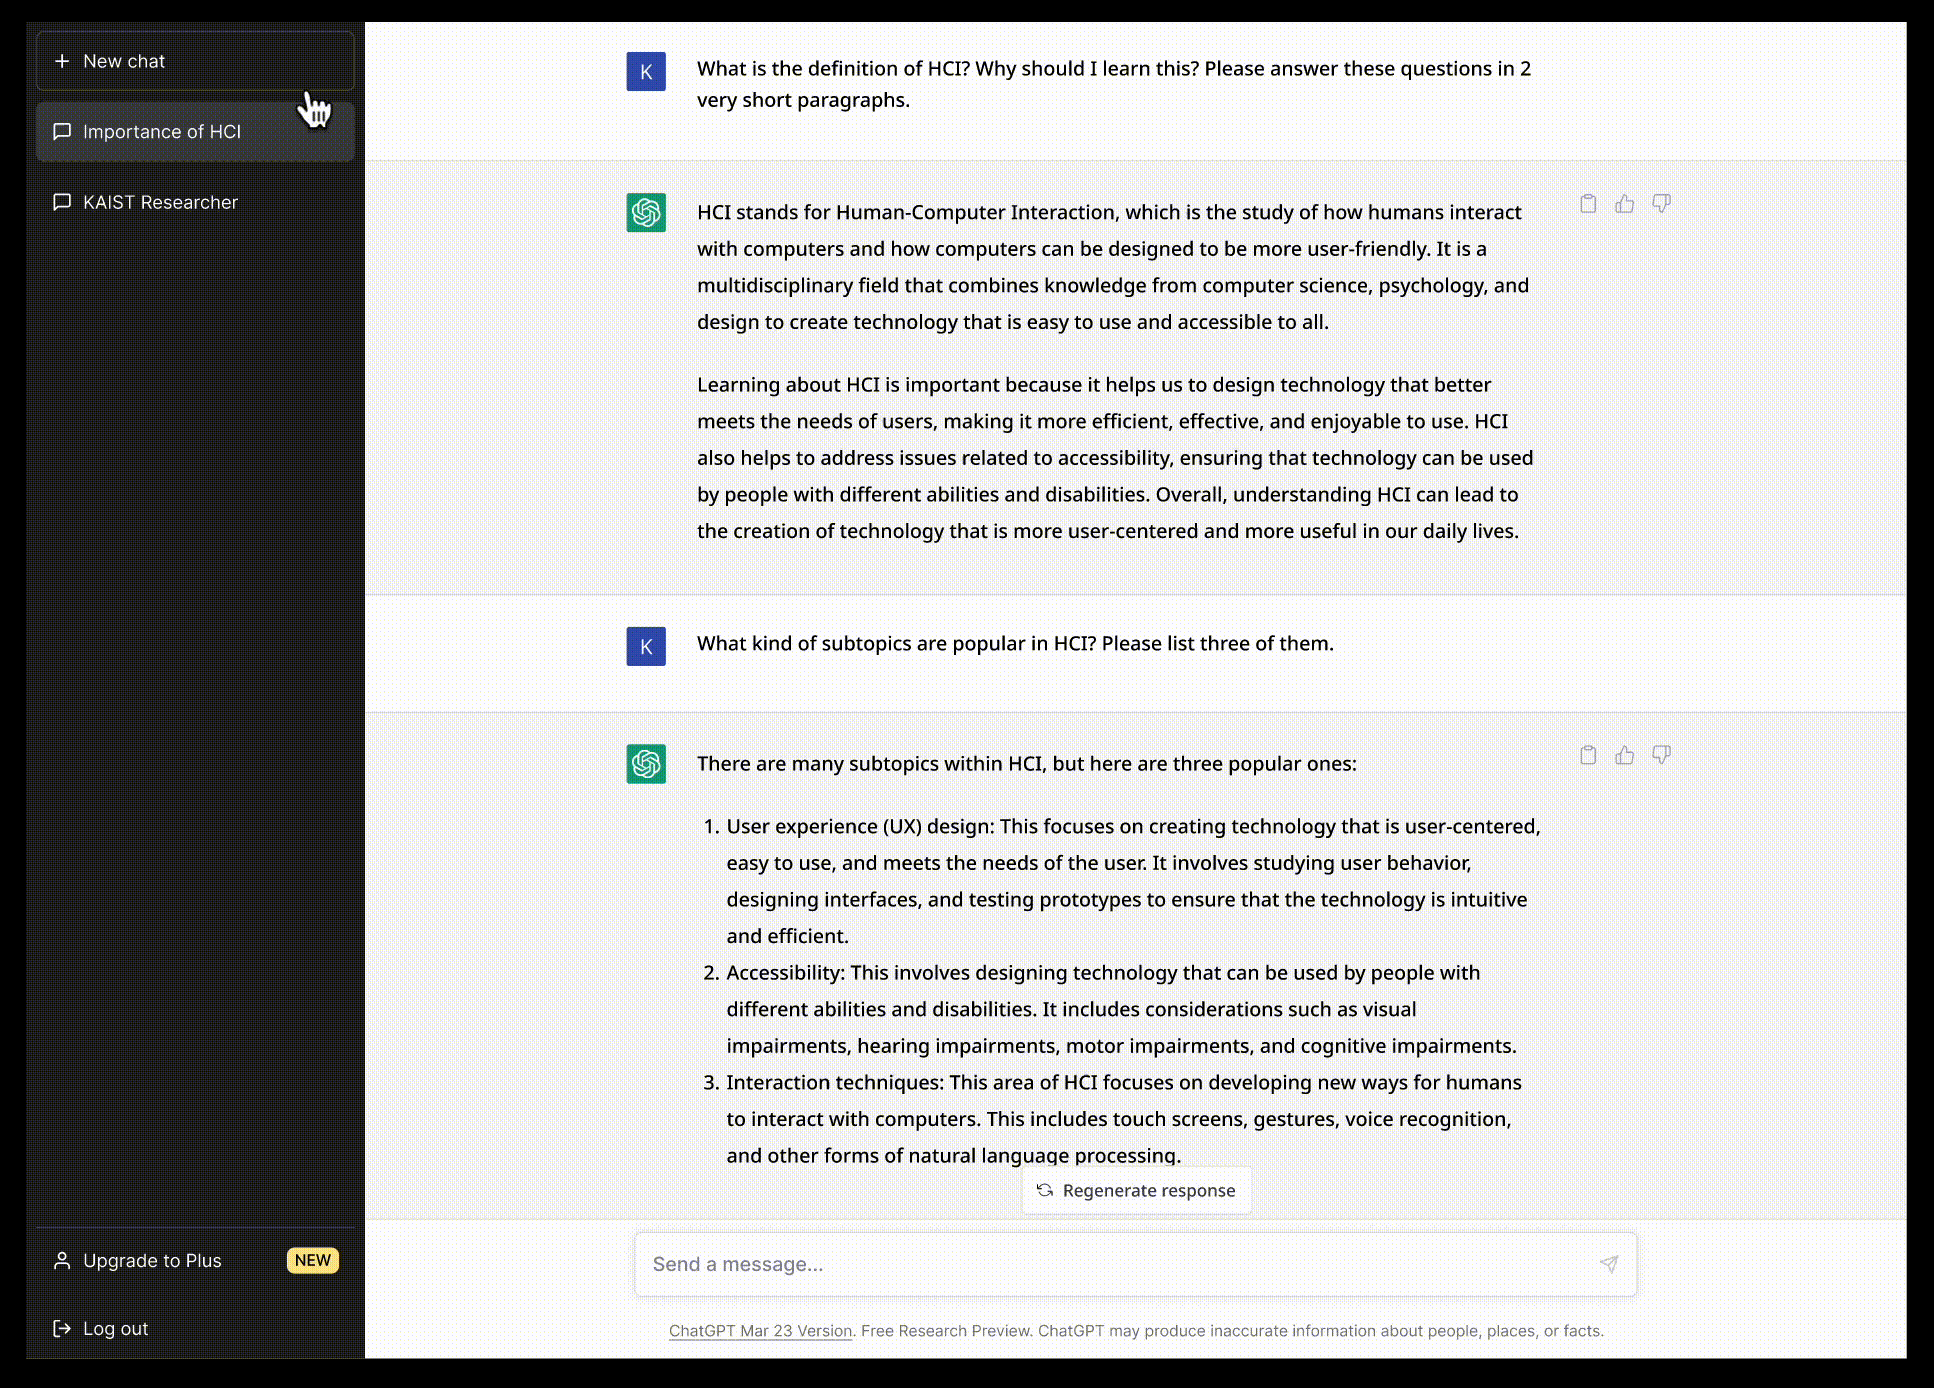 New chat
Importance of HCI
KAIST Researcher
Upgrade to Plus
NEW
Log out
K
What is the definition of HCI? Why should I learn this? Please answer these questions in 2
very short paragraphs.
HCI stands for Human-Computer Interaction, which is the study of how humans interact
with computers and how computers can be designed to be more user-friendly. It is a
multidisciplinary field that combines knowledge from computer science, psychology, and
design to create technology that is easy to use and accessible to all.
Learning about HCI is important because it helps us to design technology that better
meets the needs of users, making it more efficient, effective, and enjoyable to use. HCI
also helps to address issues related to accessibility, ensuring that technology can be used
by people with different abilities and disabilities. Overall, understanding HCI can lead to
the creation of technology that is more user-centered and more useful in our daily lives.
K
What kind of subtopics are popular in HCI? Please list three of them.
There are many subtopics within HCI, but here are three popular ones:
1. User experience (UX) design: This focuses on creating technology that is user-centered,
easy to use, and meets the needs of the user. It involves studying user behavior,
designing interfaces, and testing prototypes to ensure that the technology is intuitive
and efficient.
2. Accessibility: This involves designing technology that can be used by people with
different abilities and disabilities. It includes considerations such as visual
impairments, hearing impairments, motor impairments, and cognitive impairments.
3. Interaction techniques: This area of HCI focuses on developing new ways for humans
to interact with computers. This includes touch screens, gestures, voice recognition,
and other forms of natural language processing.
Regenerate response
Send a message...
ChatGPT Mar 23 Version. Free Research Preview. ChatGPT may produce inaccurate information about people, places, or facts.